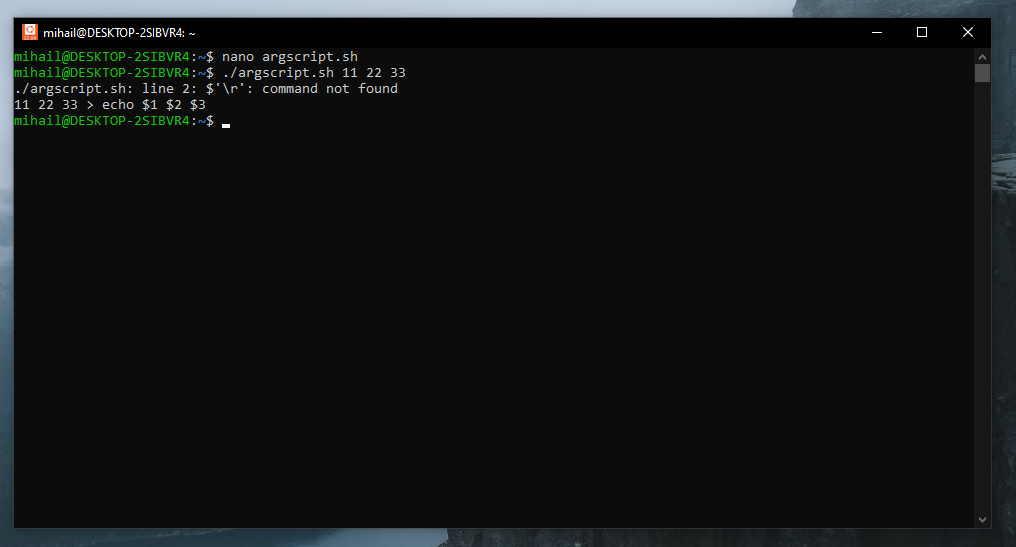 mihail@DESKTOP-2SIBVR4: ~
mihail@DESKTOP-2SIBVR4:~$ nano argscript.sh
mihail@DESKTOP-2SIBVR4:~$ ./argscript.sh 11 22 33
./argscript.sh: line 2: $'\r': command not found
11 22 33 > echo $1 $2 $3
mihail@DESKTOP-2SIBVR4:~$